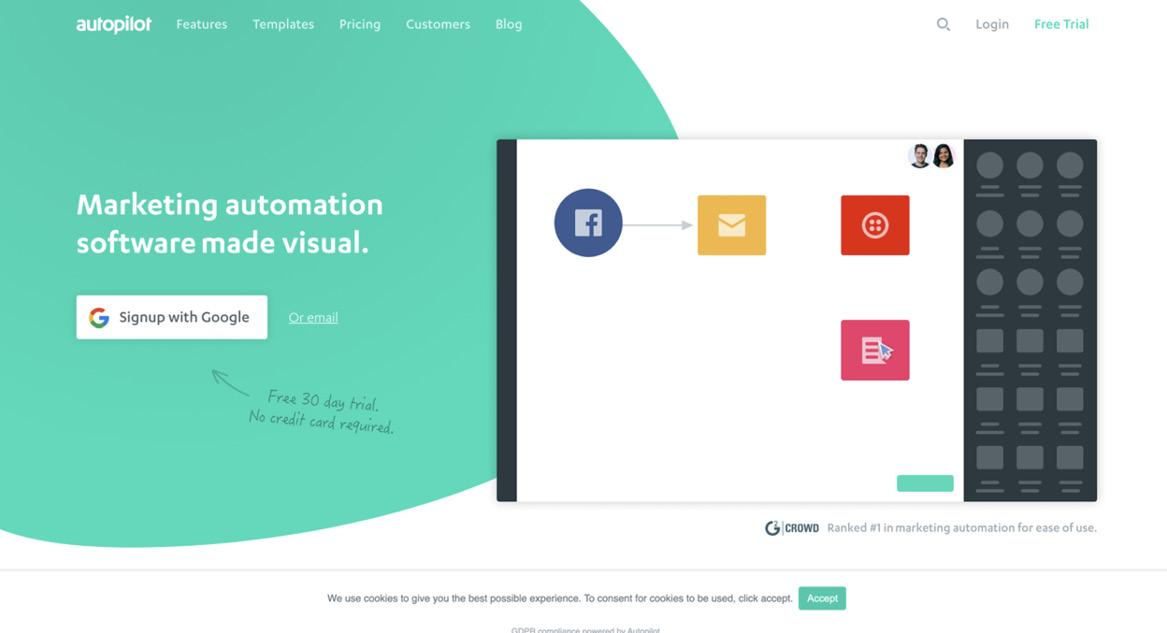 autopilot Features Templates Pricing Customers Blog Login Free Trial
Marketing automation
software made visual.
Signup with Google Or email
Free 30 day trial.
No credit card required.
G2 CROWD Ranked #1 in marketing automation for ease of use.
We use cookies to give you the best possible experience. To consent for cookies to be used, click accept. Accept
GDPR compliance powered by Autopilot